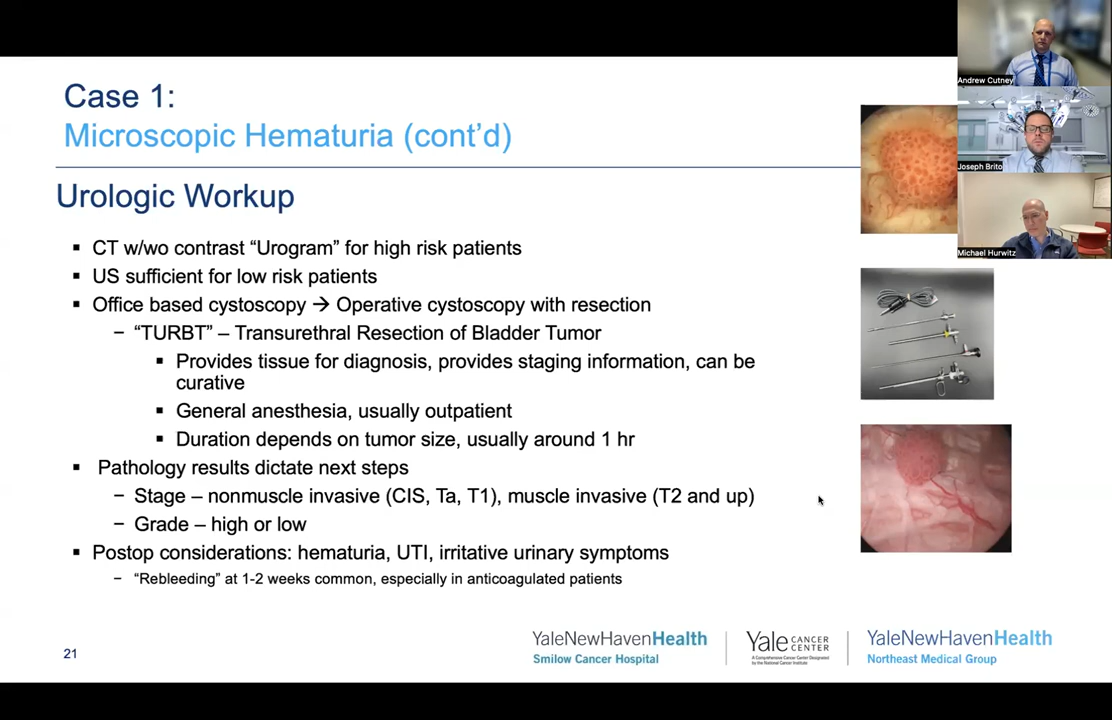 Case 1:
Microscopic Hematuria (cont’d)
Urologic Workup
▪ CT w/wo contrast “Urogram” for high risk patients
▪ US sufficient for low risk patients
▪ Office based cystoscopy → Operative cystoscopy with resection
– “TURBT” – Transurethral Resection of Bladder Tumor
▪ Provides tissue for diagnosis, provides staging information, can be
curative
▪ General anesthesia, usually outpatient
▪ Duration depends on tumor size, usually around 1 hr
▪ Pathology results dictate next steps
– Stage – nonmuscle invasive (CIS, Ta, T1), muscle invasive (T2 and up)
– Grade – high or low
▪ Postop considerations: hematuria, UTI, irritative urinary symptoms
– “Rebleeding” at 1-2 weeks common, especially in anticoagulated patients
Andrew Cutney
Joseph Brito
Michael Hurwitz
21
YaleNewHavenHealth
Smilow Cancer Hospital
Yale CANCER
CENTER
A Comprehensive Cancer Center Designated
by the National Cancer Institute
YaleNewHavenHealth
Northeast Medical Group